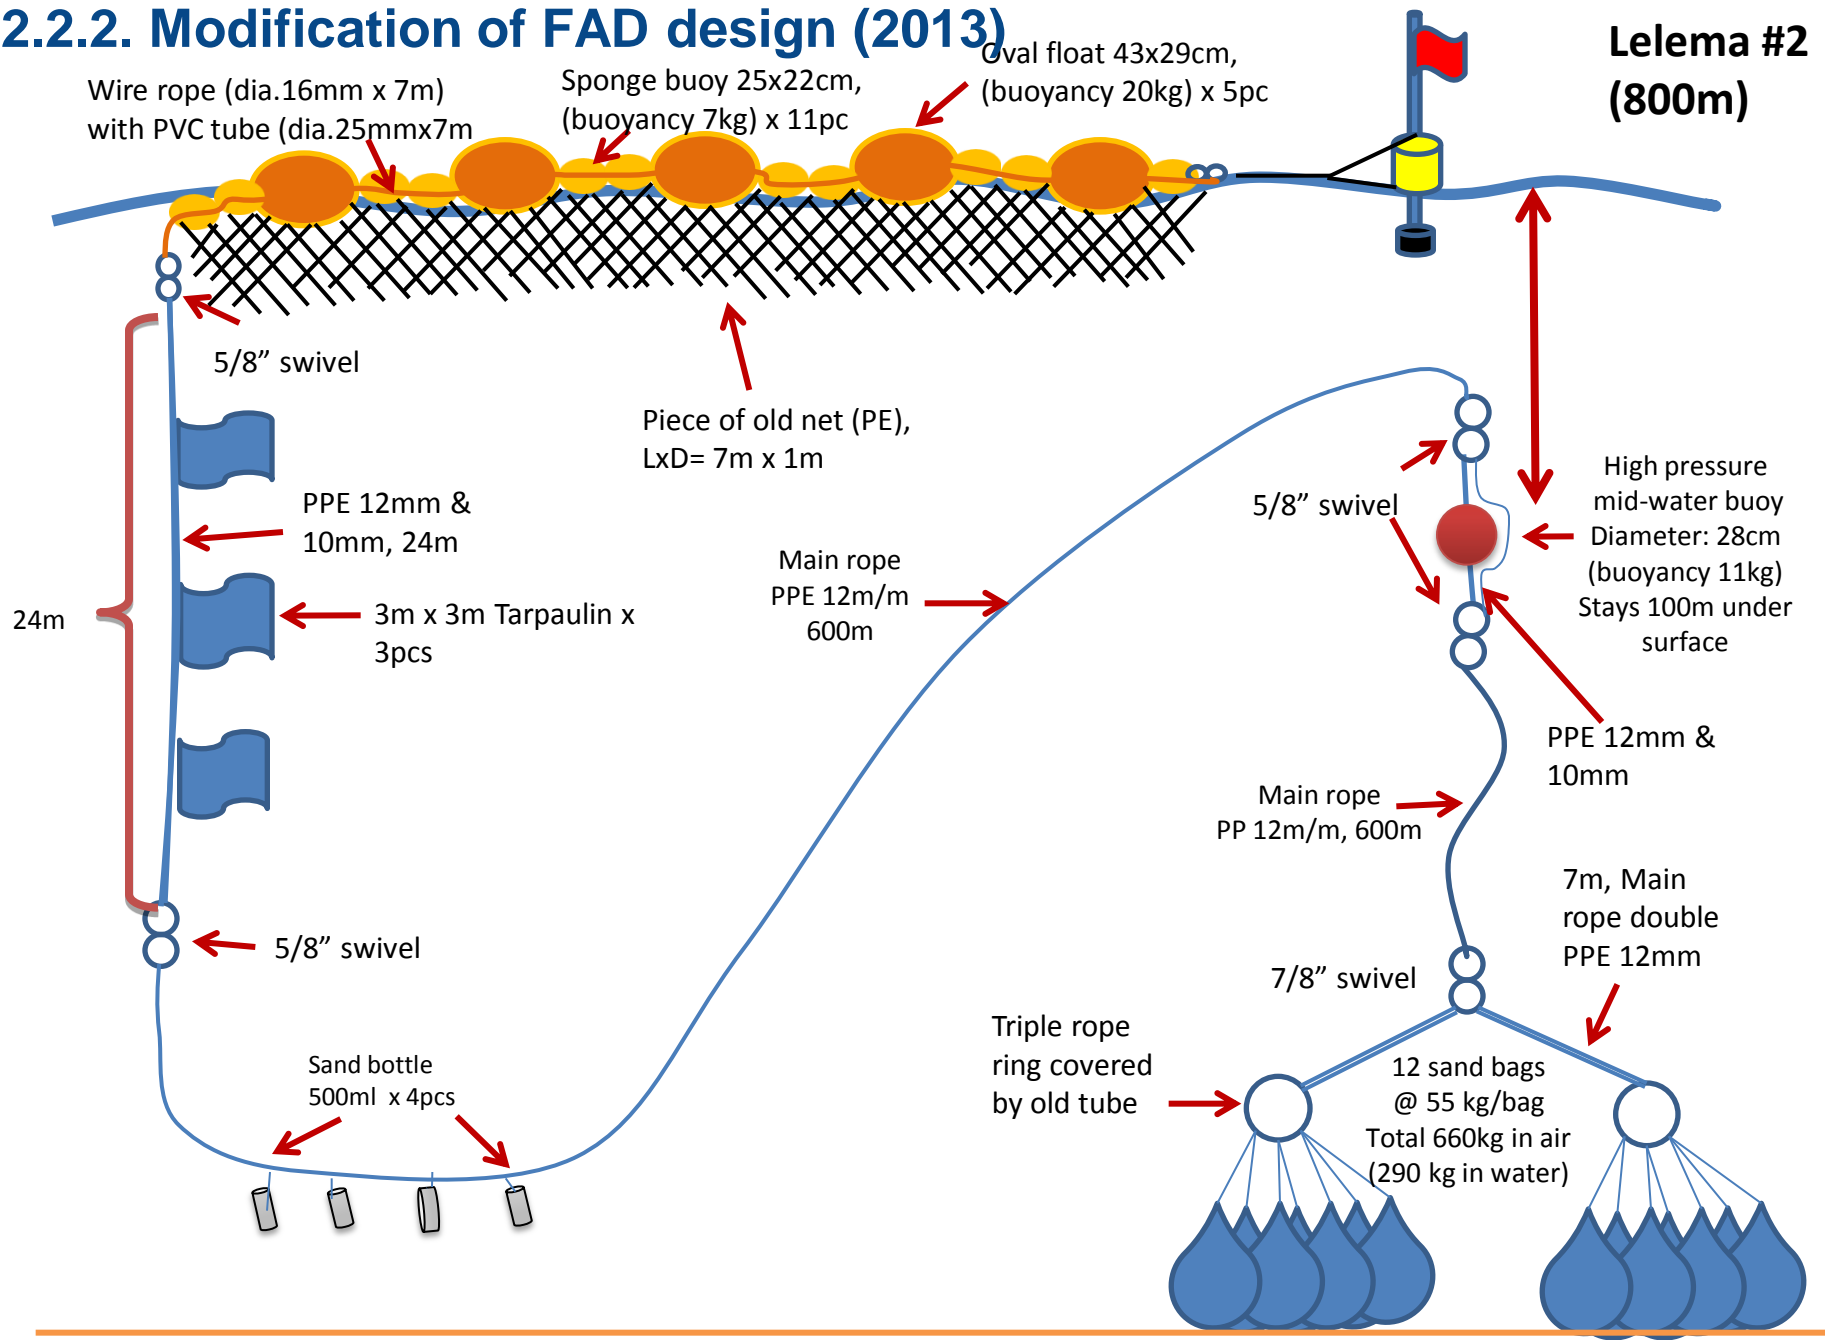 2.2.2. Modification of FAD design (2013)
Lelema #2
(800m)
Wire rope (dia.16mm x 7m)
with PVC tube (dia.25mmx7m
Sponge buoy 25x22cm,
(buoyancy 7kg) x 11pc
Oval float 43x29cm,
(buoyancy 20kg) x 5pc
5/8” swivel
Piece of old net (PE),
LxD= 7m x 1m
PPE 12mm &
10mm, 24m
24m
3m x 3m Tarpaulin x
3pcs
Main rope
PPE 12m/m
600m
5/8” swivel
High pressure
mid-water buoy
Diameter: 28cm
(buoyancy 11kg)
Stays 100m under
surface
PPE 12mm &
10mm
Main rope
PP 12m/m, 600m
7m, Main
rope double
PPE 12mm
5/8” swivel
7/8” swivel
Triple rope
ring covered
by old tube
Sand bottle
500ml  x 4pcs
12 sand bags
@ 55 kg/bag
Total 660kg in air
(290 kg in water)